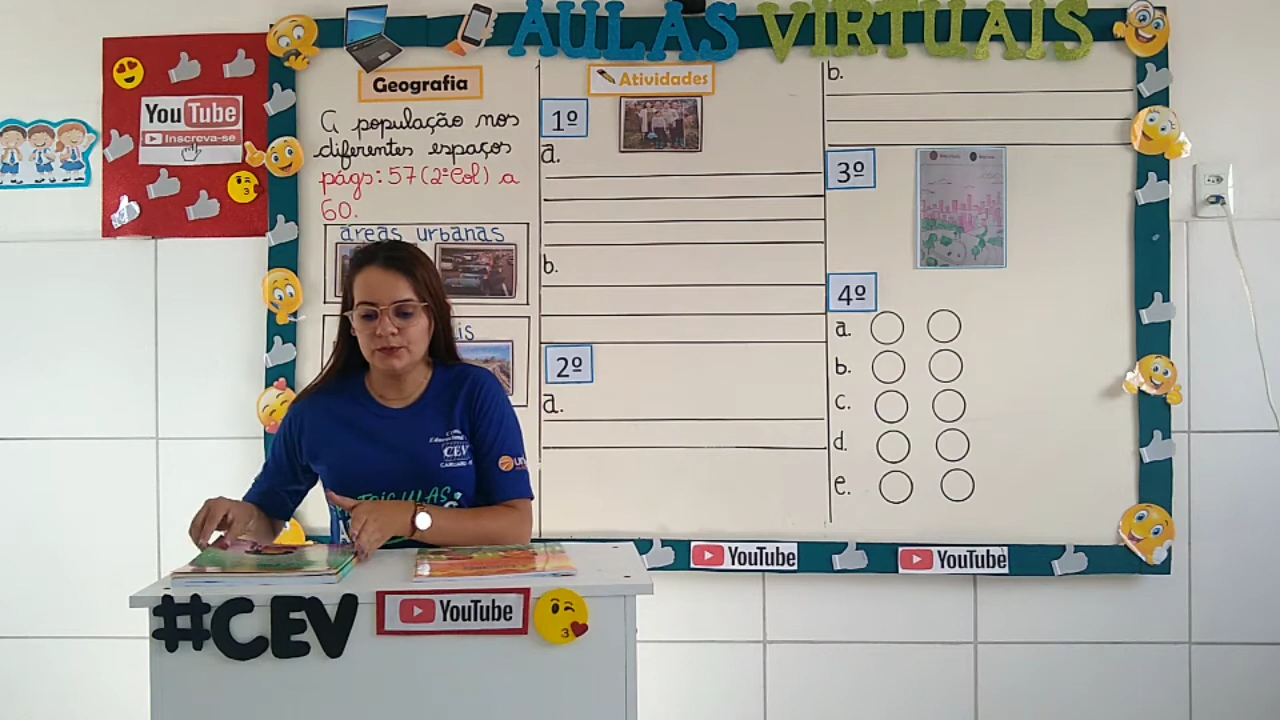 AULAS VIRTUAIS
YouTube
Inscreva-se
Geografia
A população nos
diferentes espaços
págs: 57 (2ª Col) a
60.
áreas urbanas
is
Atividades
1º
a.
b.
2º
a.
b.
3º
4º
a.
b.
c.
d.
e.
CEV
YouTube
YouTube
#CEV
YouTube